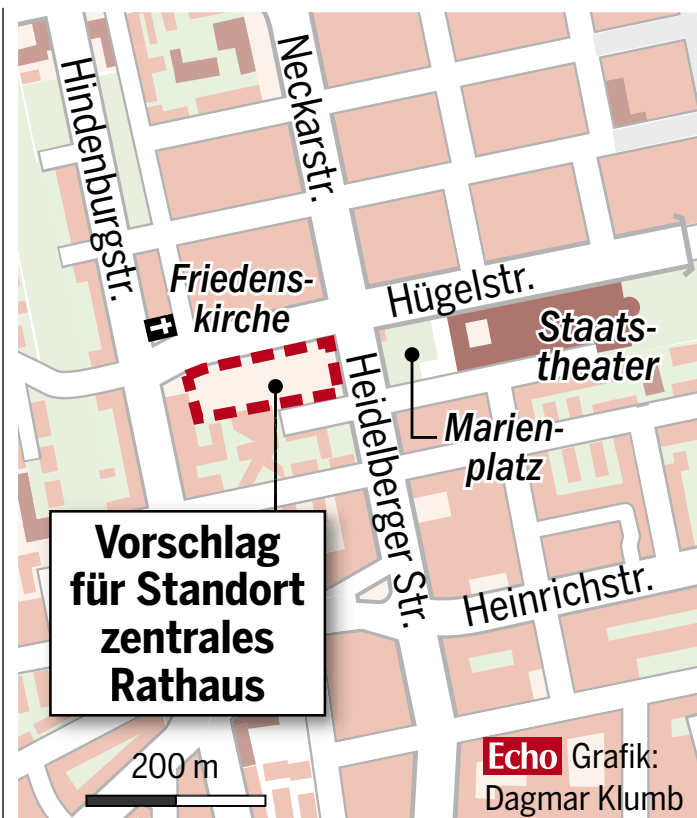 Hindenburgstr.
Neckarstr.
Friedens-
kirche
Hügelstr.
Staats-
theater
Heidelberger Str.
Marien-
platz
Vorschlag
für Standort
zentrales
Rathaus
Heinrichstr.
200 m
Echo Grafik:
Dagmar Klumb